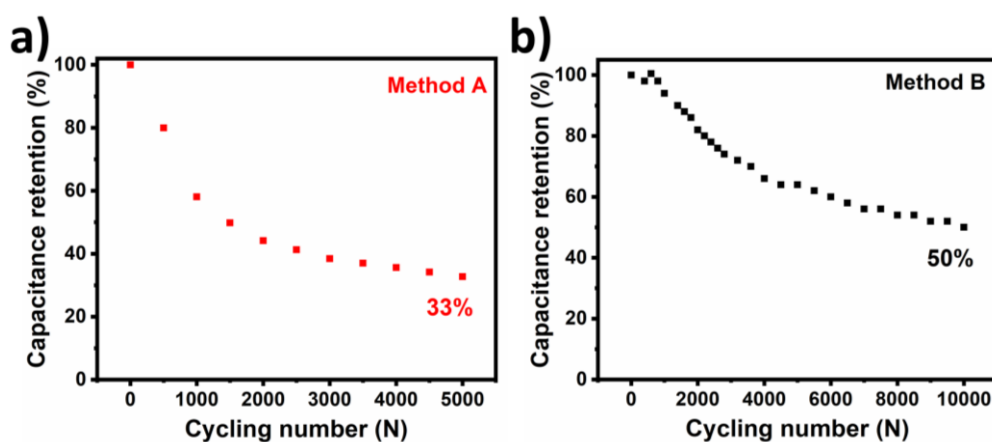 a)
Capacitance retention (%)
100
80
60
40
20
0
Method A
33%
0 1000 2000 3000 4000 5000
Cycling number (N)
b)
Capacitance retention (%)
100
80
60
40
20
0
Method B
50%
0 2000 4000 6000 8000 10000
Cycling number (N)